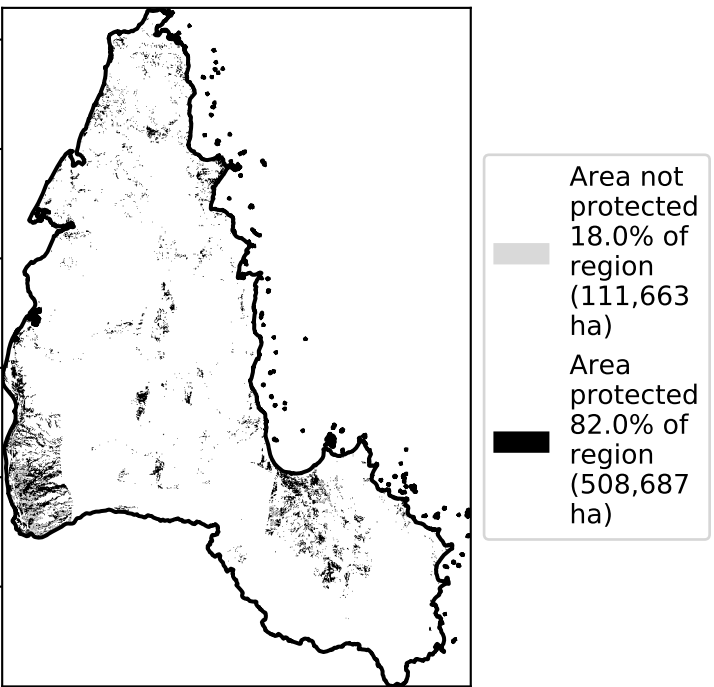 Area not
protected
18.0% of
region
(111,663
ha)
Area
protected
82.0% of
region
(508,687
ha)